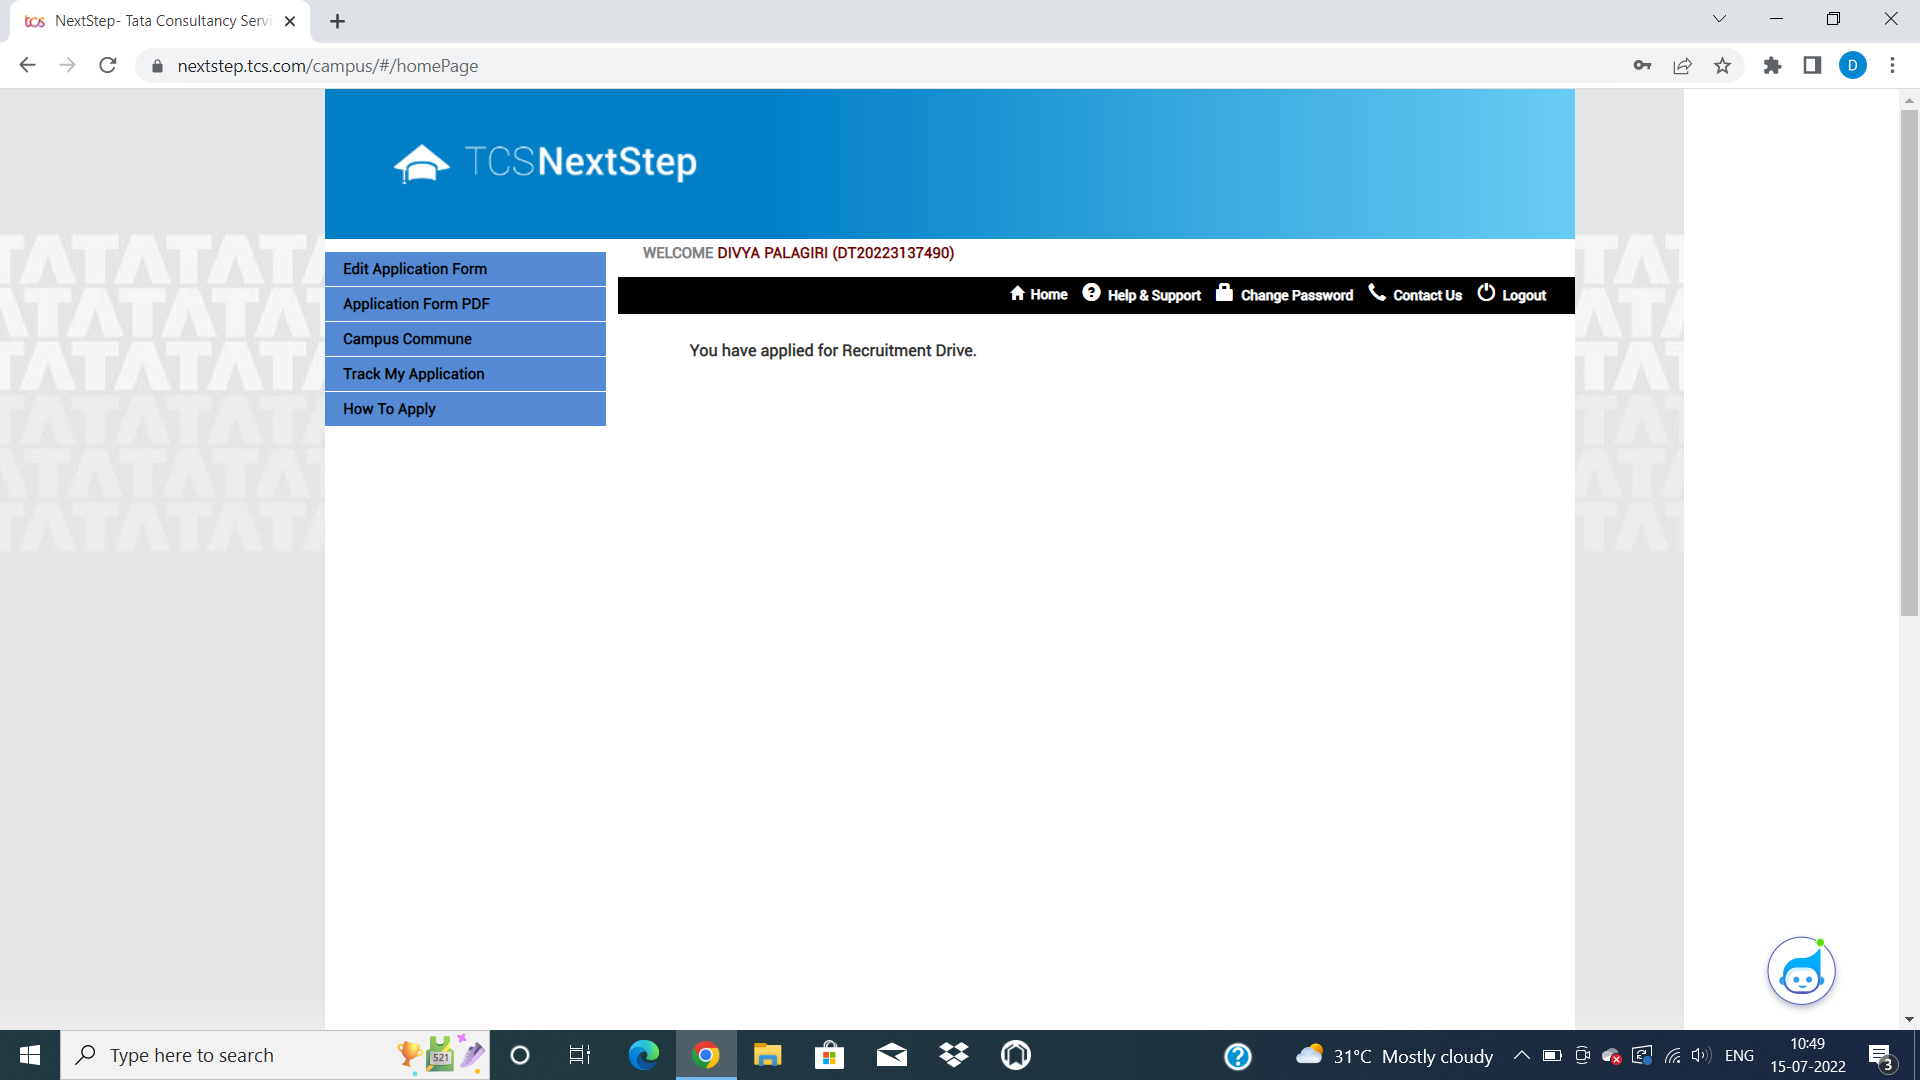 tcs NextStep- Tata Consultancy Servi
nextstep.tcs.com/campus/#/homePage
D
TCSNextStep
WELCOME DIVYA PALAGIRI (DT20223137490)
Home Help & Support Change Password Contact Us Logout
Edit Application Form
Application Form PDF
Campus Commune
Track My Application
How To Apply
You have applied for Recruitment Drive.
TATATATATATA
Type here to search
521
31°C Mostly cloudy
ENG
10:49
15-07-2022
3